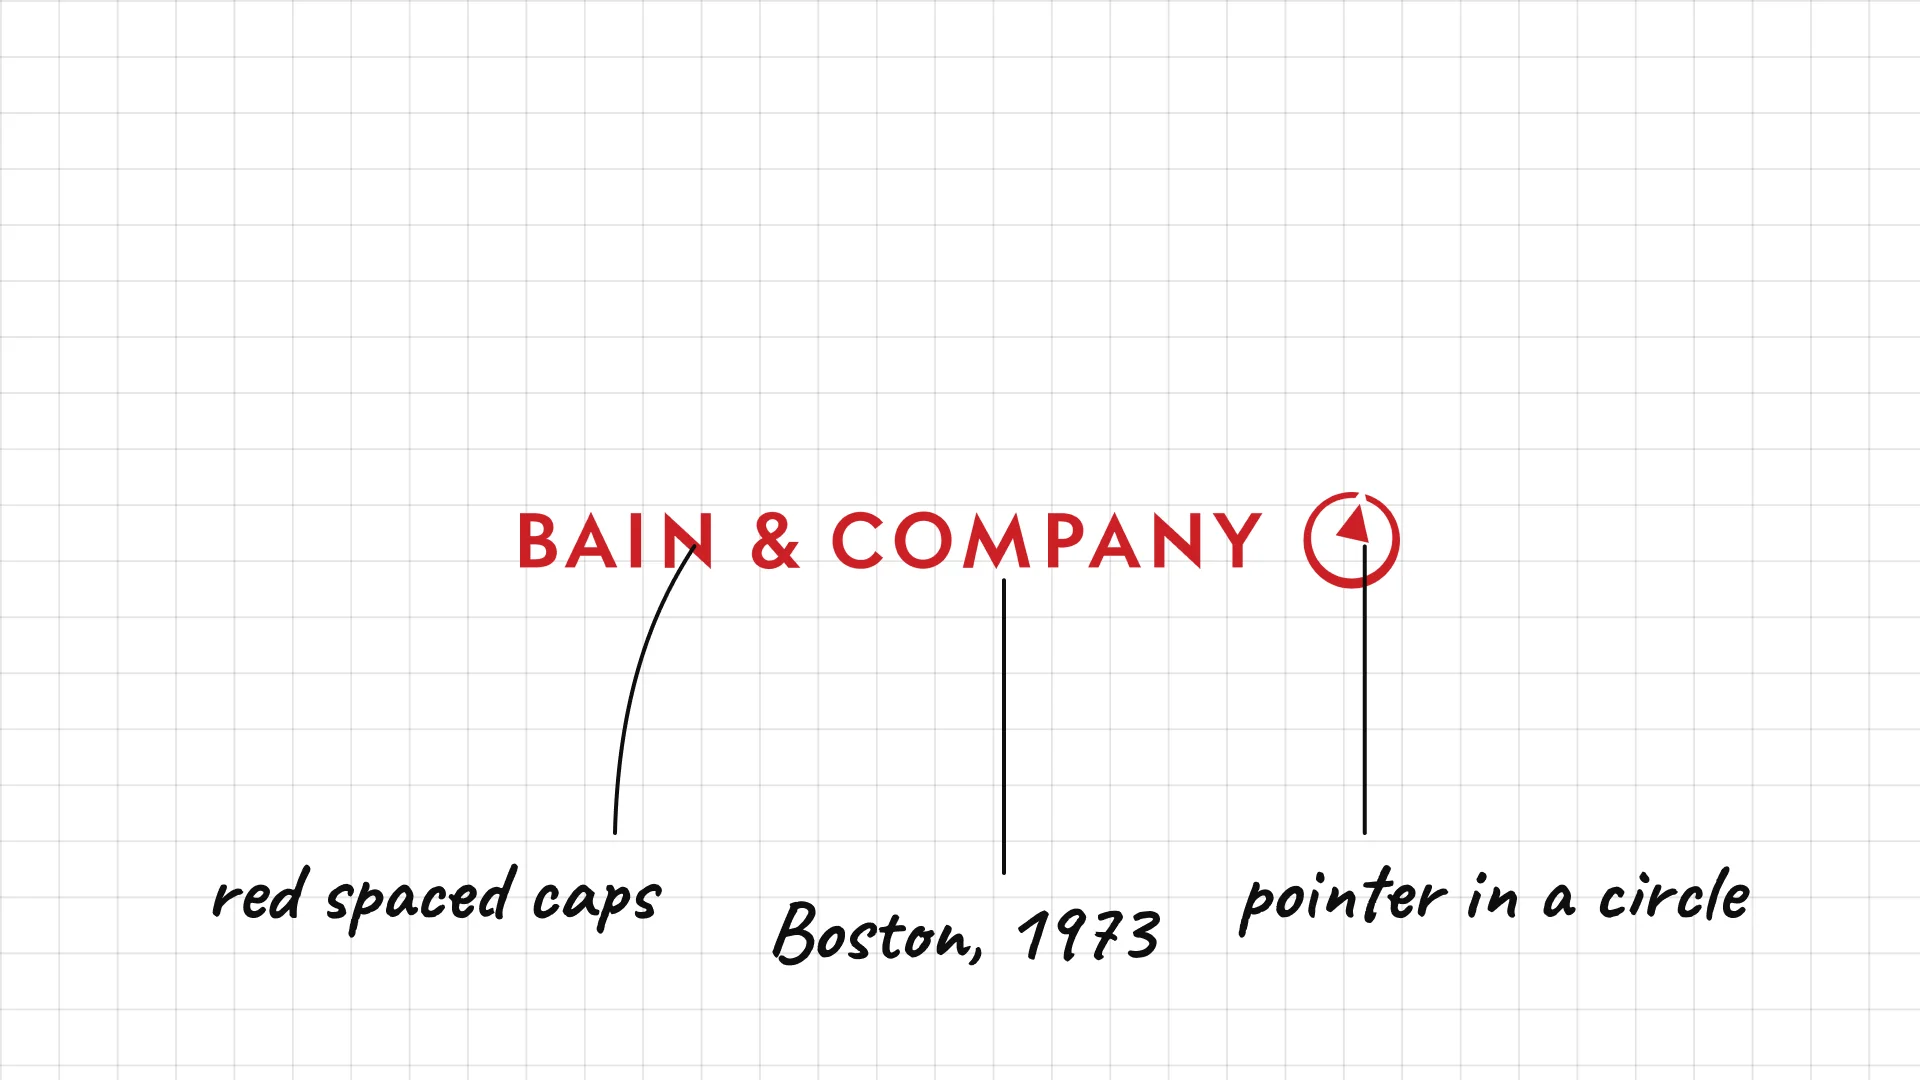 BAIN & COMPANY
red spaced caps
Boston, 1973
pointer in a circle